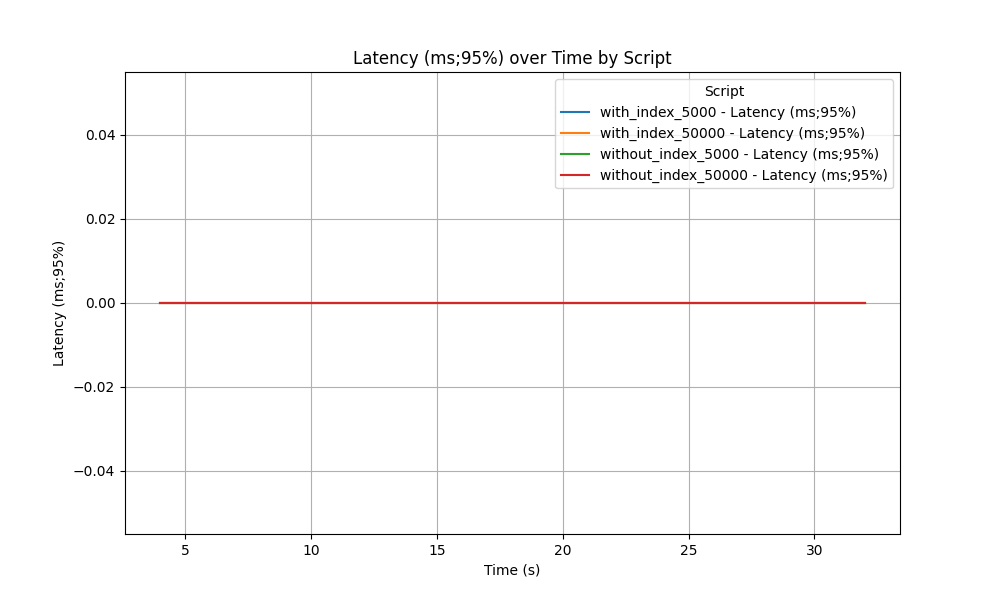 Latency (ms;95%) over Time by Script
Script
with_index_5000 - Latency (ms;95%)
with_index_50000 - Latency (ms;95%)
without_index_5000 - Latency (ms;95%)
without_index_50000 - Latency (ms;95%)
Latency (ms;95%)
0.04
0.02
0.00
−0.02
−0.04
5 10 15 20 25 30
Time (s)